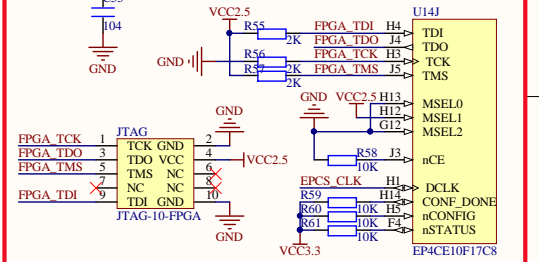 104
GND
VCC2.5
R55
2K
FPGA_TDI H4
FPGA_TDO J4
GND R56
2K
FPGA_TCK H3
R57
2K
FPGA_TMS J5
U14J
TDI
TDO
TCK
TMS
GND
VCC2.5
H13 MSEL0
H12 MSEL1
G12 MSEL2
R58
10K
J3 nCE
EPCS_CLK H1 DCLK
R59
10K
H14 CONF_DONE
R60
10K
H5 nCONFIG
R61
10K
F4 nSTATUS
VCC3.3
EP4CE10F17C8
GND
JTAG
FPGA_TCK 1 TCK GND 2
FPGA_TDO 3 TDO VCC 4 VCC2.5
FPGA_TMS 5 TMS NC 6
7 NC NC 8
FPGA_TDI 9 TDI GND 10
JTAG-10-FPGA
GND